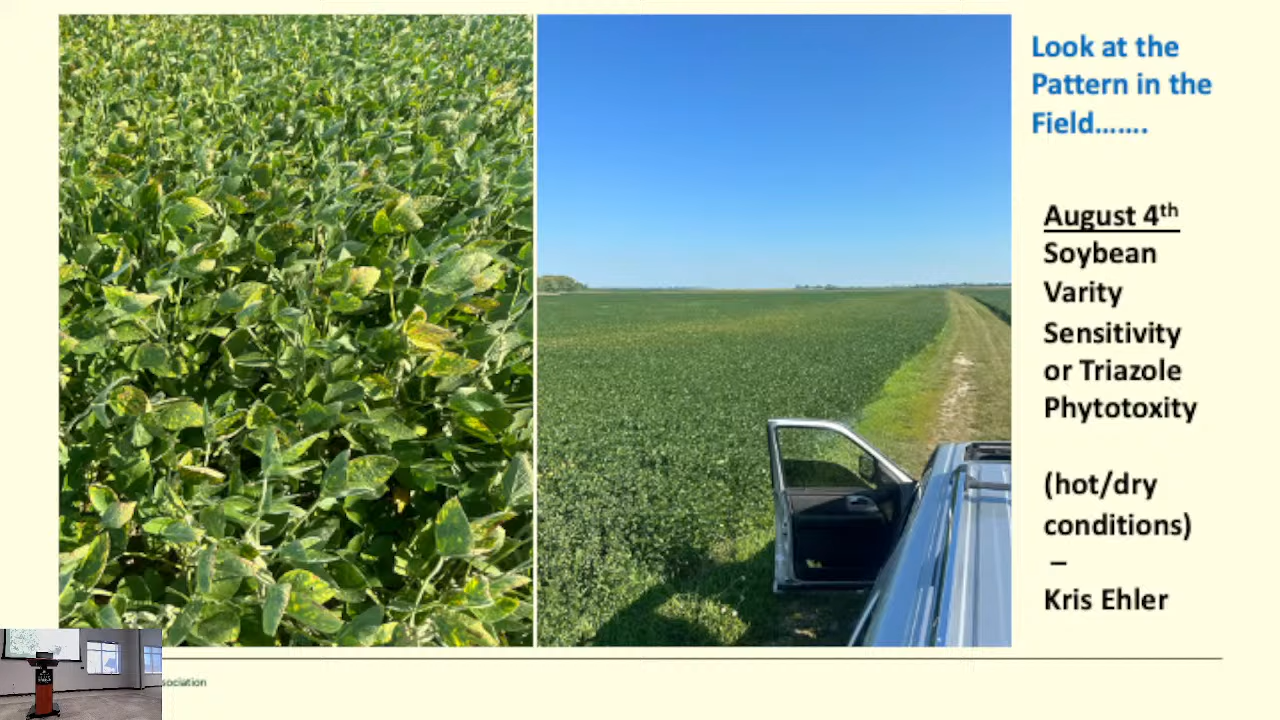 Look at the
Pattern in the
Field.......
August 4th
Soybean
Varity
Sensitivity
or Triazole
Phytotoxity
(hot/dry
conditions)
–
Kris Ehler
sociation